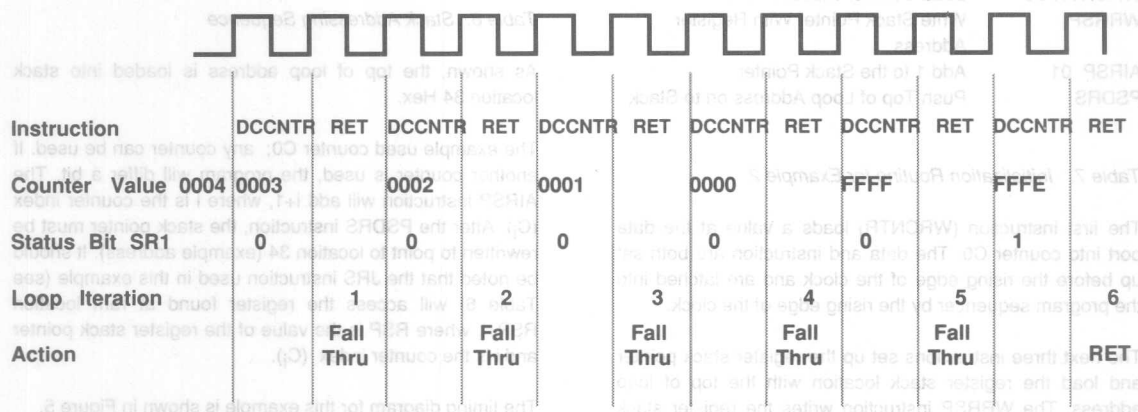 Instruction DCCNTR RET DCCNTR RET DCCNTR RET DCCNTR RET DCCNTR RET DCCNTR RET
Counter Value 0004 0003 0002 0001 0000 FFFF FFFE
Status Bit SR1 0 0 0 0 0 1
Loop Iteration 1 2 3 4 5 6
Action Fall Thru Fall Thru Fall Thru Fall Thru Fall Thru RET